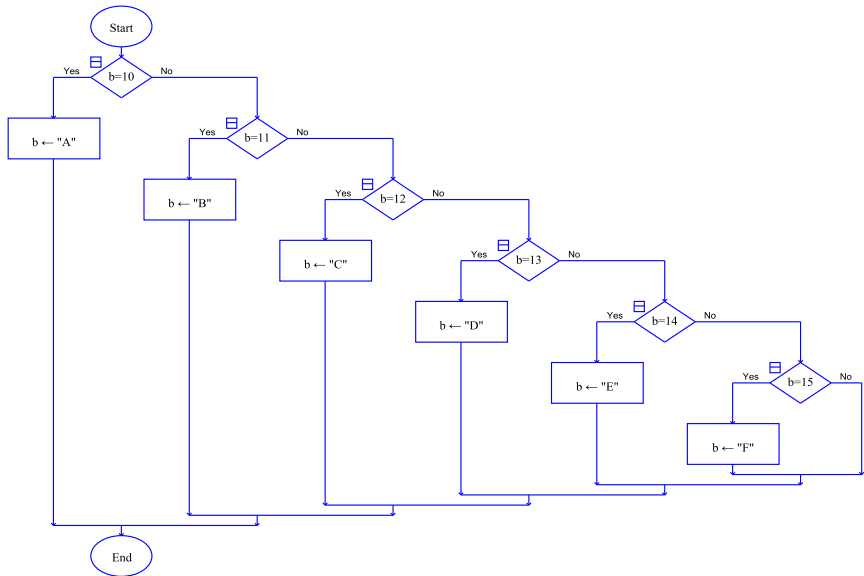 Start
Yes
b=10
No
b ← "A"
Yes
b=11
No
b ← "B"
Yes
b=12
No
b ← "C"
Yes
b=13
No
b ← "D"
Yes
b=14
No
b ← "E"
Yes
b=15
No
b ← "F"
End